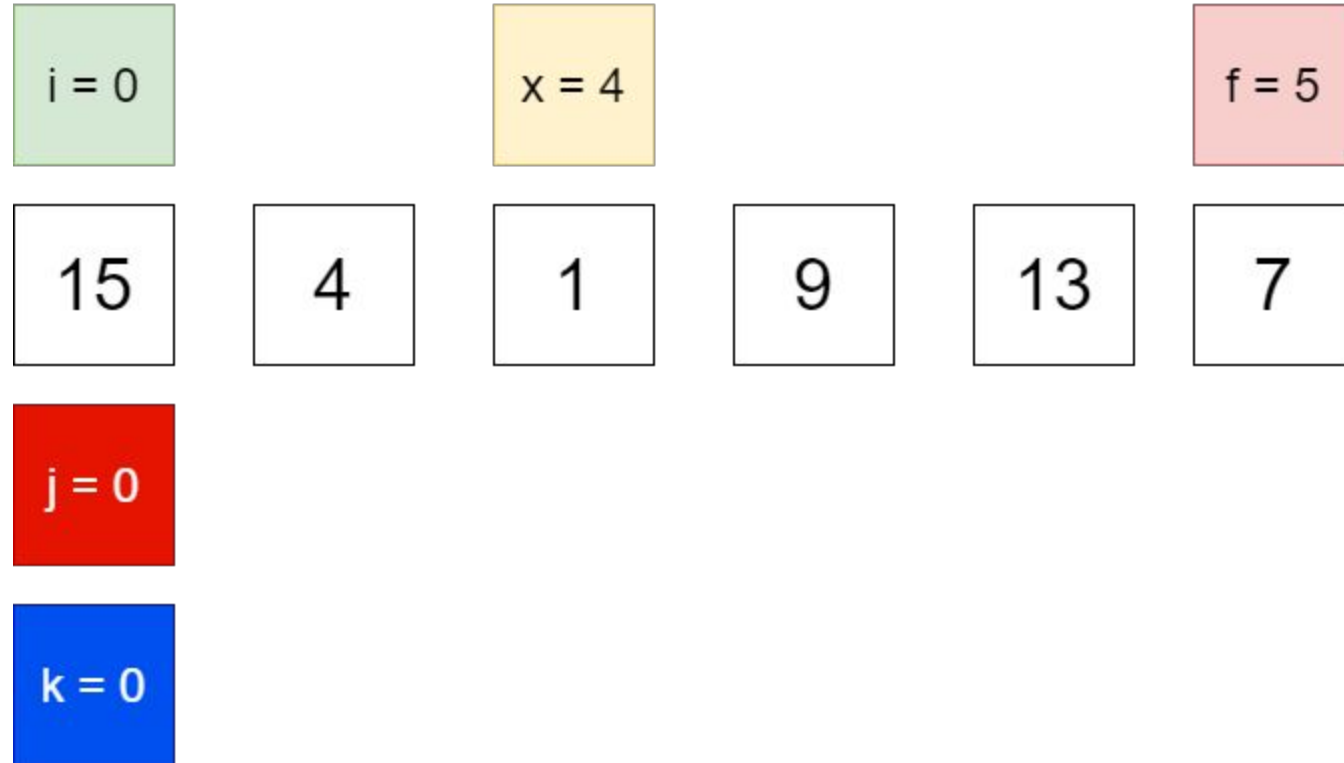 i = 0 x = 4 f = 5
15 4 1 9 13 7
j = 0
k = 0